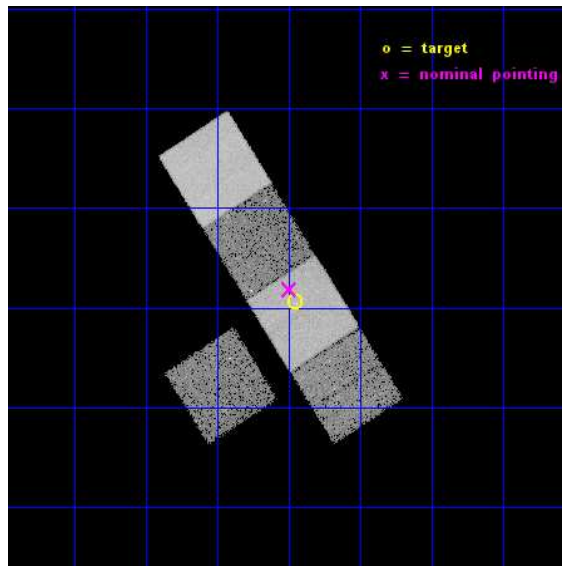 o = target
x = nominal pointing